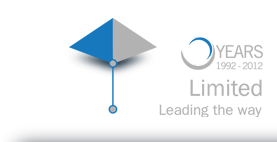 YEARS
1992 - 2012
Limited
Leading the way